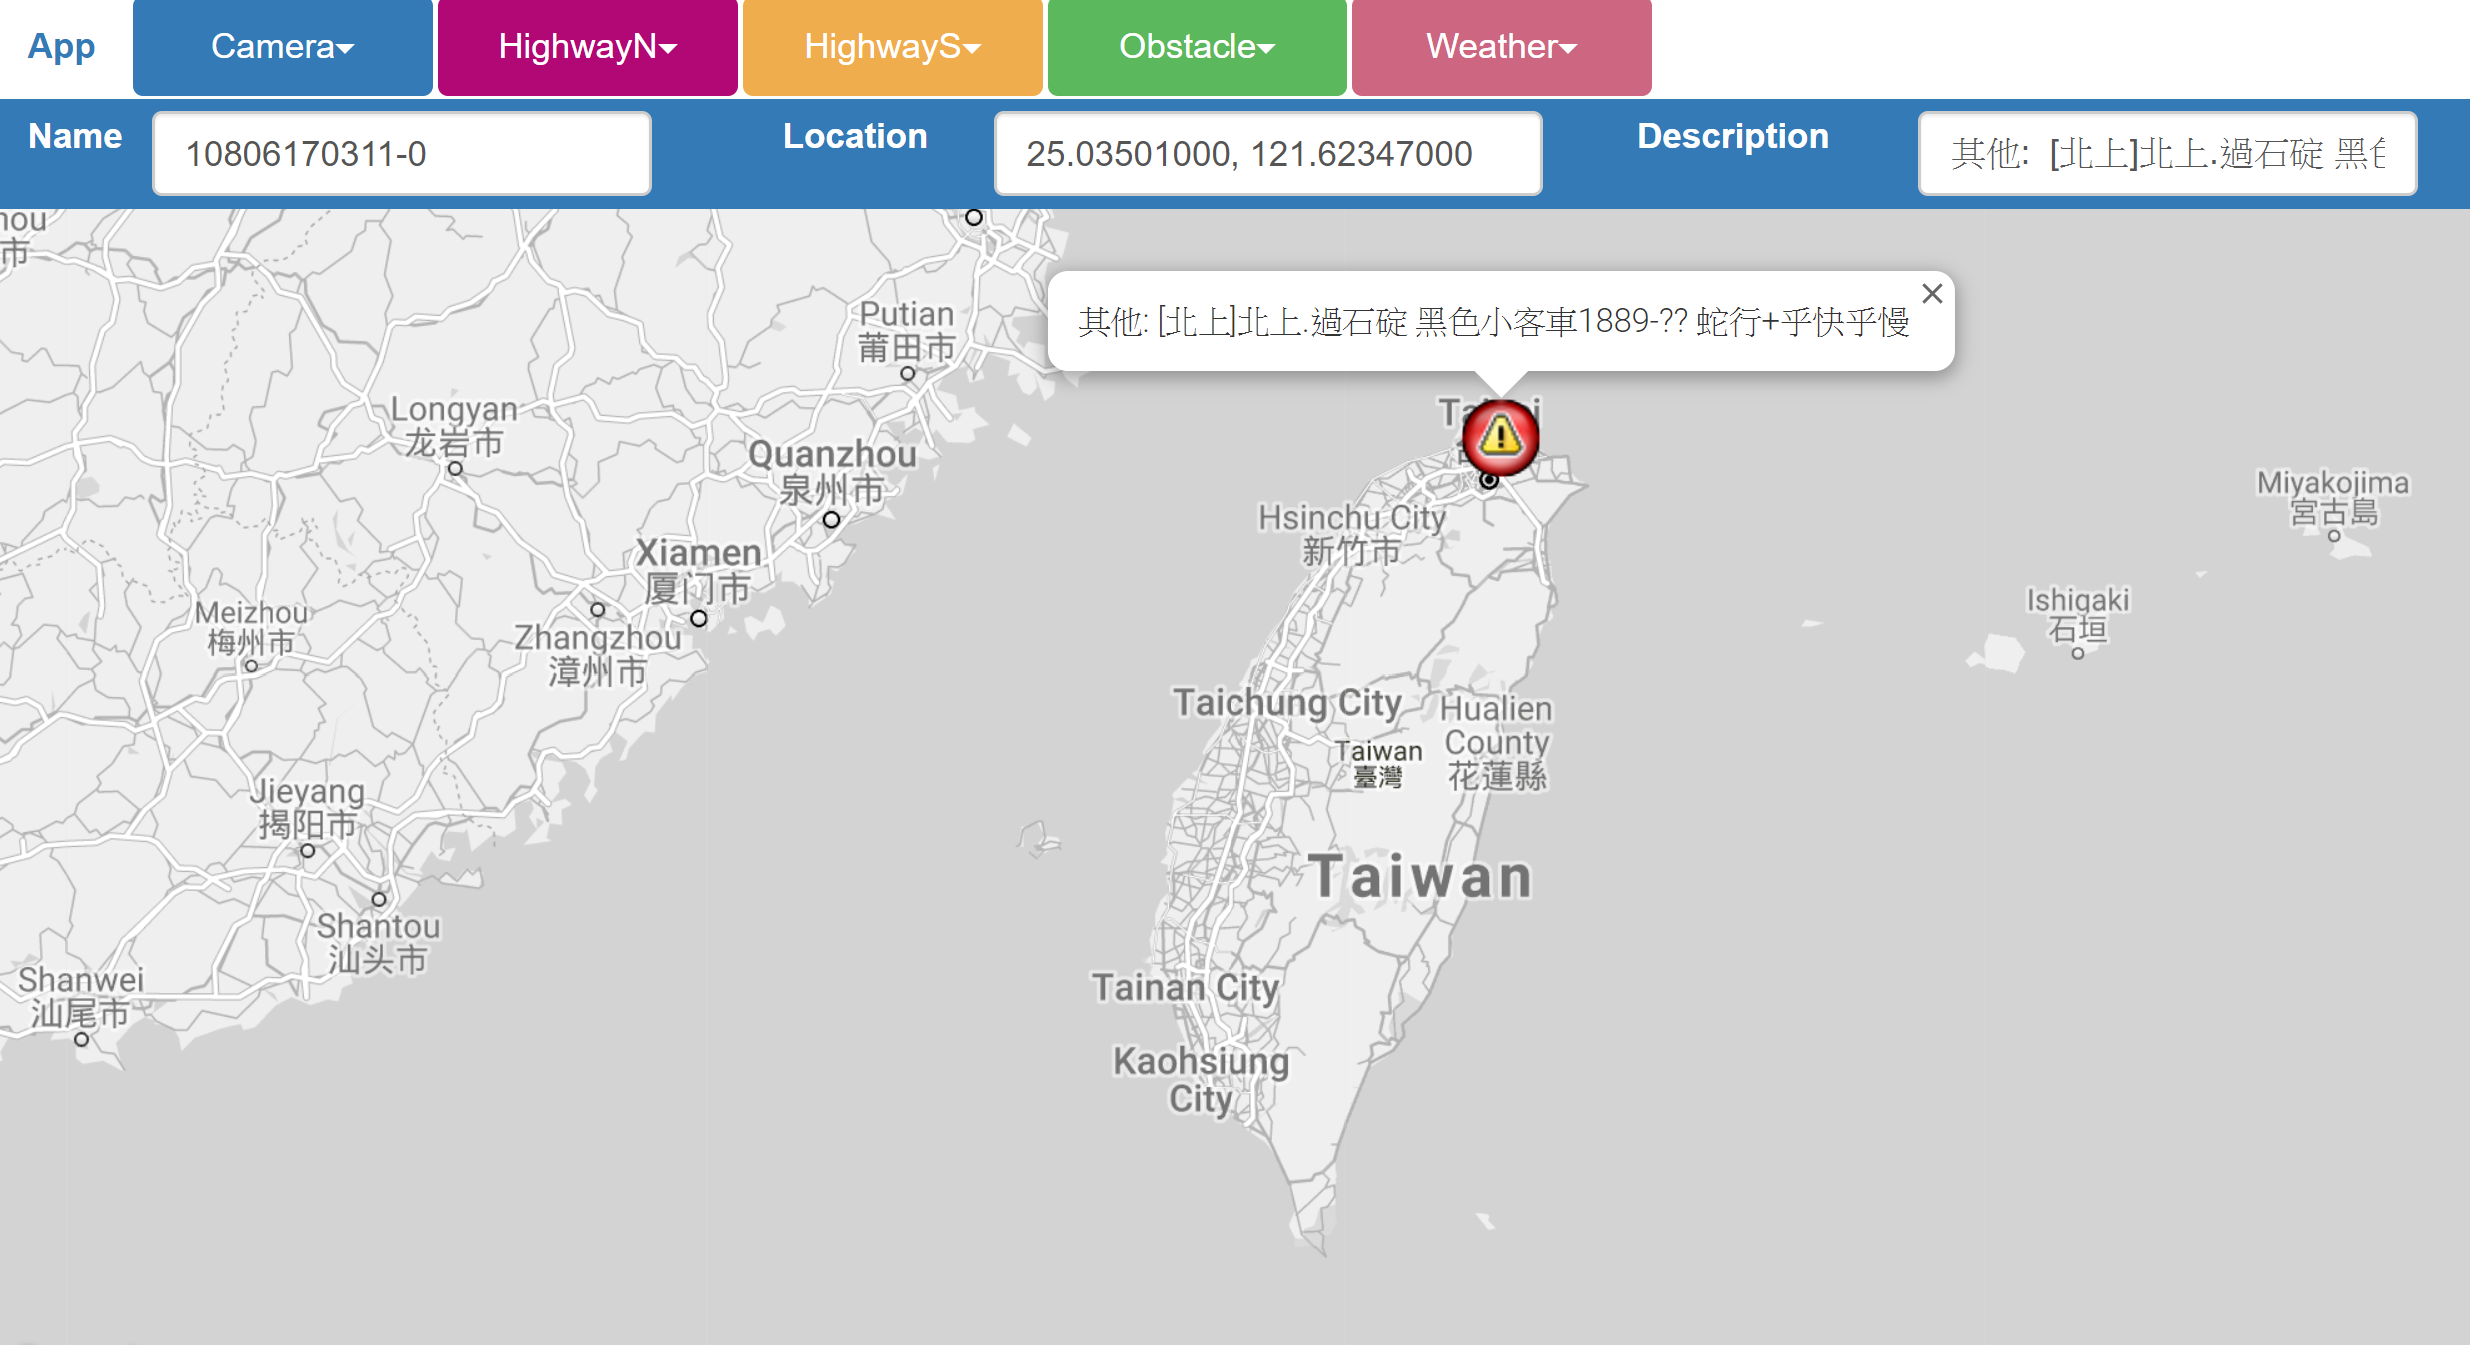 App
Camera
HighwayN
HighwayS
Obstacle
Weather
Name
10806170311-0
Location
25.03501000, 121.62347000
Description
其他: [北上]北上.過石碇 黑
市
其他: [北上]北上.過石碇 黑色小客車1889-?? 蛇行+乎快乎慢
Putian
莆田市
Longyan
龙岩市
Quanzhou
泉州市
Xiamen
厦门市
Meizhou
梅州市
Zhangzhou
漳州市
Jieyang
揭阳市
Shantou
汕头市
Shanwei
汕尾市
Hsinchu City
新竹市
Taichung City
Hualien
County
花蓮縣
Taiwan
臺灣
Taiwan
Tainan City
Kaohsiung
City
Miyakojima
宮古島
Ishigaki
石垣